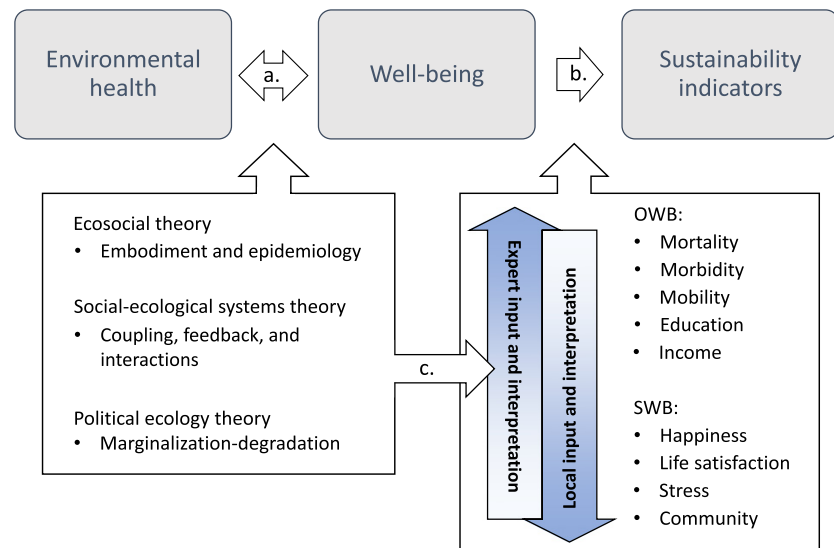 Environmental
health
a.
Well-being
b.
Sustainability
indicators
Ecosocial theory
• Embodiment and epidemiology
Social-ecological systems theory
• Coupling, feedback, and
interactions
Political ecology theory
• Marginalization-degradation
c.
Expert input and interpretation
Local input and interpretation
OWB:
• Mortality
• Morbidity
• Mobility
• Education
• Income
SWB:
• Happiness
• Life satisfaction
• Stress
• Community